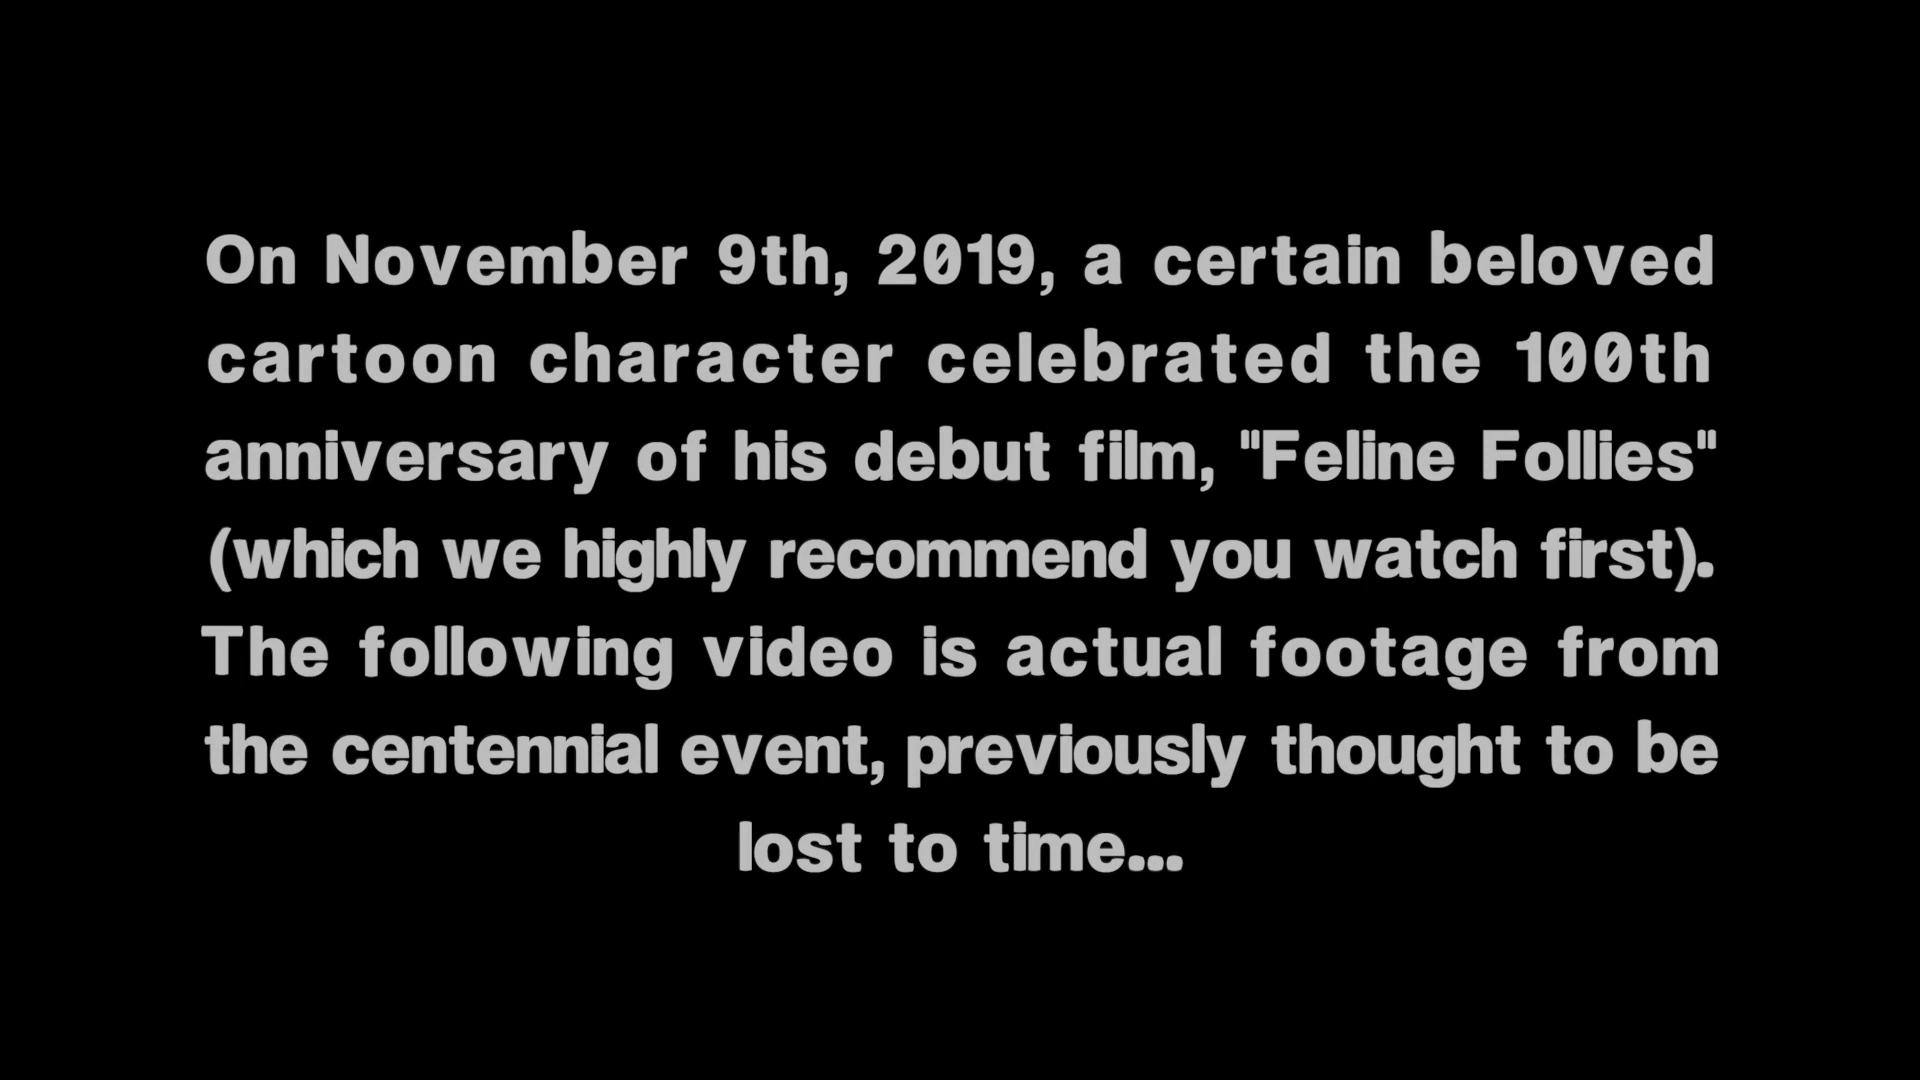 On November 9th, 2019, a certain beloved
cartoon character celebrated the 100th
anniversary of his debut film, "Feline Follies"
(which we highly recommend you watch first).
The following video is actual footage from
the centennial event, previously thought to be
lost to time...